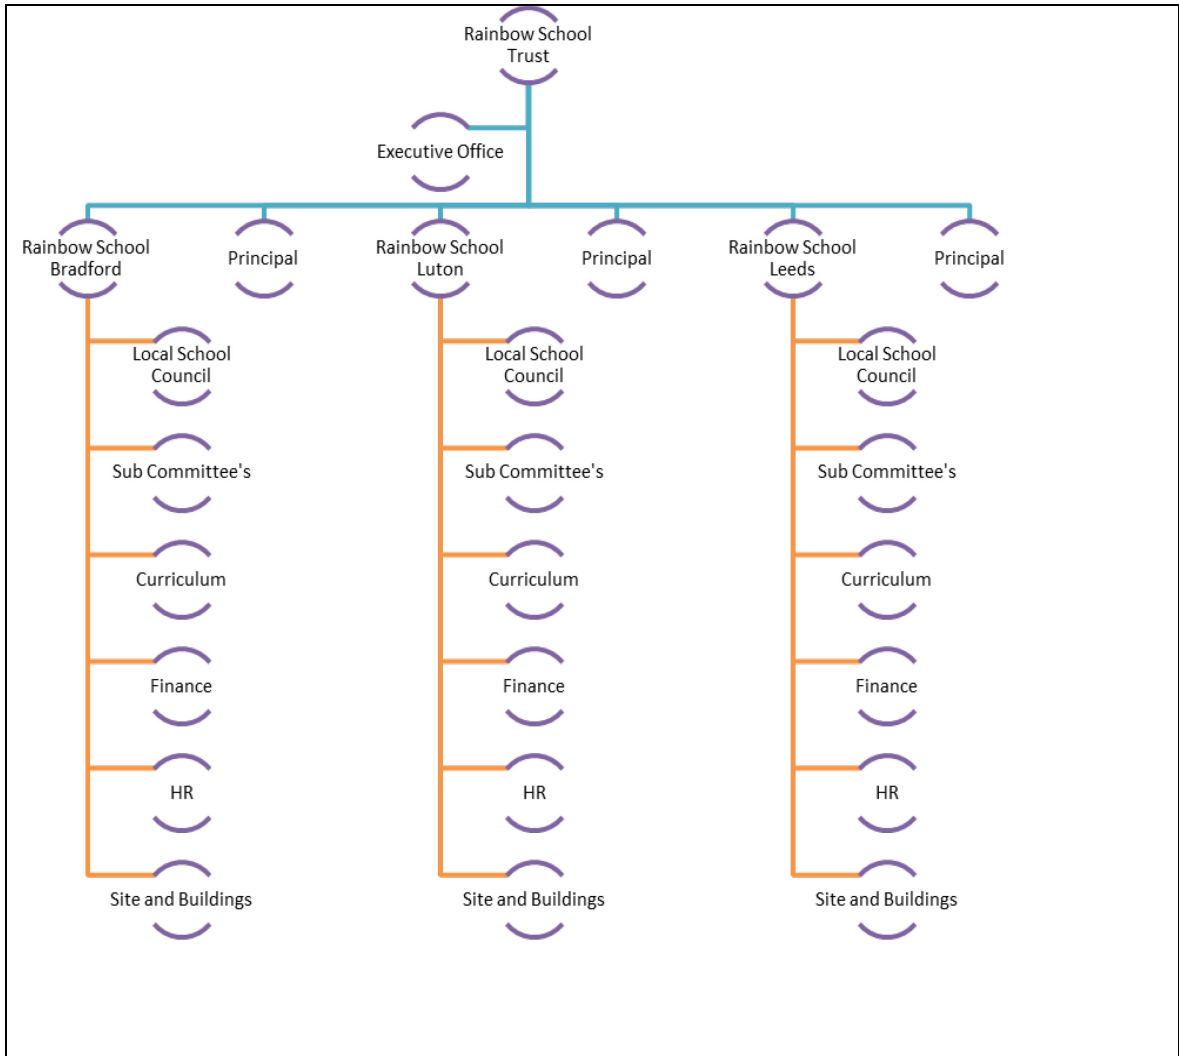 Rainbow School
Trust
Executive Office
Rainbow School
Bradford
Principal
Rainbow School
Luton
Principal
Rainbow School
Leeds
Principal
Local School
Council
Local School
Council
Local School
Council
Sub Committee's
Sub Committee's
Sub Committee's
Curriculum
Curriculum
Curriculum
Finance
Finance
Finance
HR
HR
HR
Site and Buildings
Site and Buildings
Site and Buildings